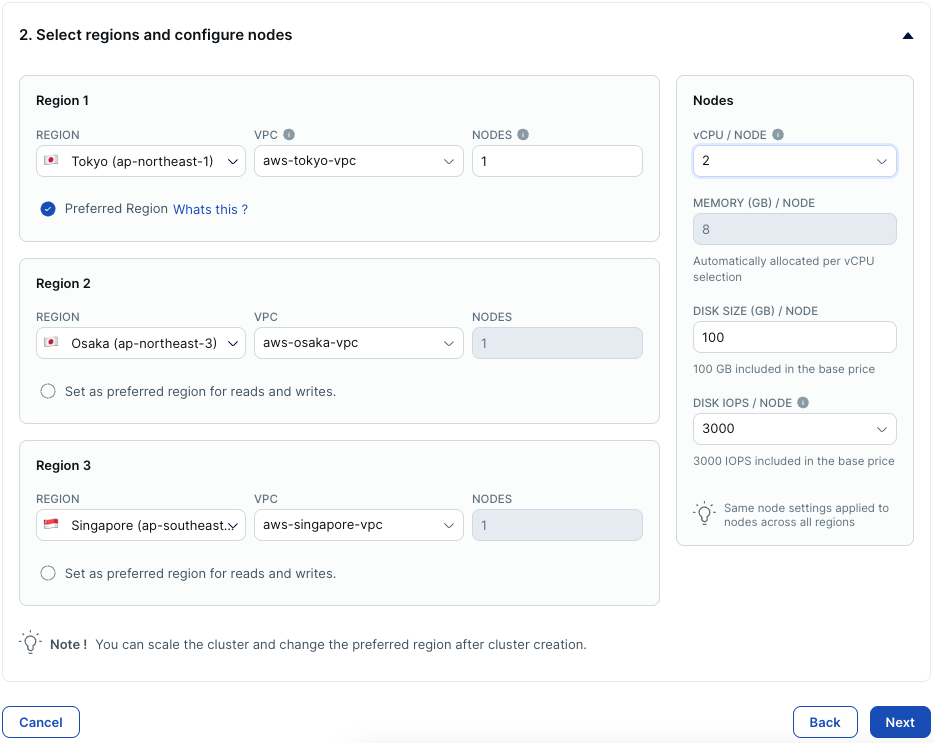 2. Select regions and configure nodes
Region 1
REGION
VPC
NODES
Tokyo (ap-northeast-1)
aws-tokyo-vpc
1
Preferred Region Whats this ?
Region 2
REGION
VPC
NODES
Osaka (ap-northeast-3)
aws-osaka-vpc
1
Set as preferred region for reads and writes.
Region 3
REGION
VPC
NODES
Singapore (ap-southeast...
aws-singapore-vpc
1
Set as preferred region for reads and writes.
Nodes
vCPU / NODE
2
MEMORY (GB) / NODE
8
Automatically allocated per vCPU
selection
DISK SIZE (GB) / NODE
100
100 GB included in the base price
DISK IOPS / NODE
3000
3000 IOPS included in the base price
Same node settings applied to
nodes across all regions
Note ! You can scale the cluster and change the preferred region after cluster creation.
Cancel
Back
Next